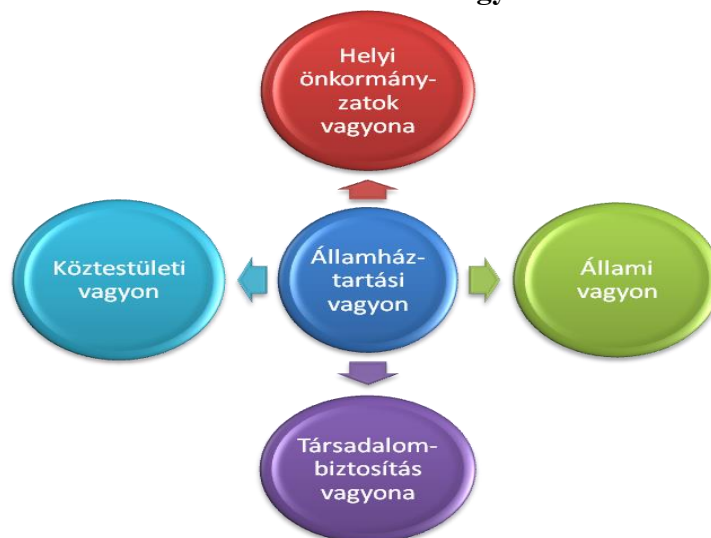 Helyi
önkormány-
zatok
vagyona
Köztestületi
vagyon
Államház-
tartási
vagyon
Állami
vagyon
Társadalom-
biztosítás
vagyona